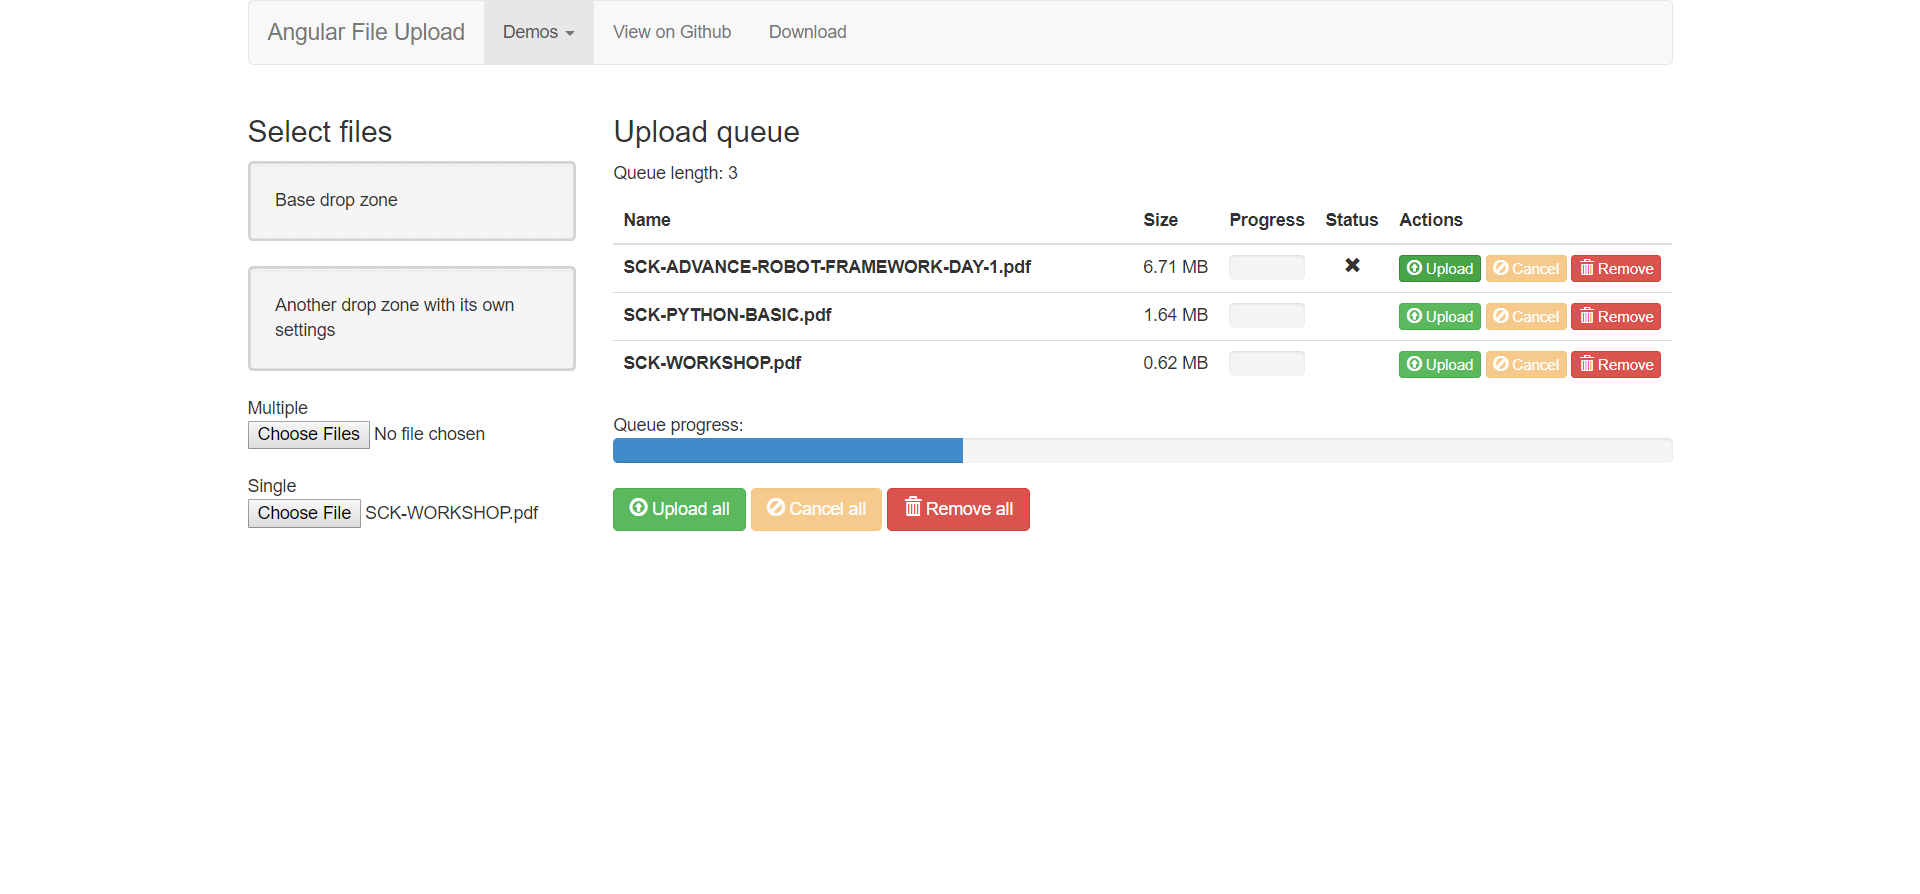 Angular File Upload Demos View on Github Download
Select files
Base drop zone
Another drop zone with its own
settings
Multiple
Choose Files No file chosen
Single
Choose File SCK-WORKSHOP.pdf
Upload queue
Queue length: 3
Name Size Progress Status Actions
SCK-ADVANCE-ROBOT-FRAMEWORK-DAY-1.pdf 6.71 MB Upload Cancel Remove
SCK-PYTHON-BASIC.pdf 1.64 MB Upload Cancel Remove
SCK-WORKSHOP.pdf 0.62 MB Upload Cancel Remove
Queue progress:
Upload all Cancel all Remove all